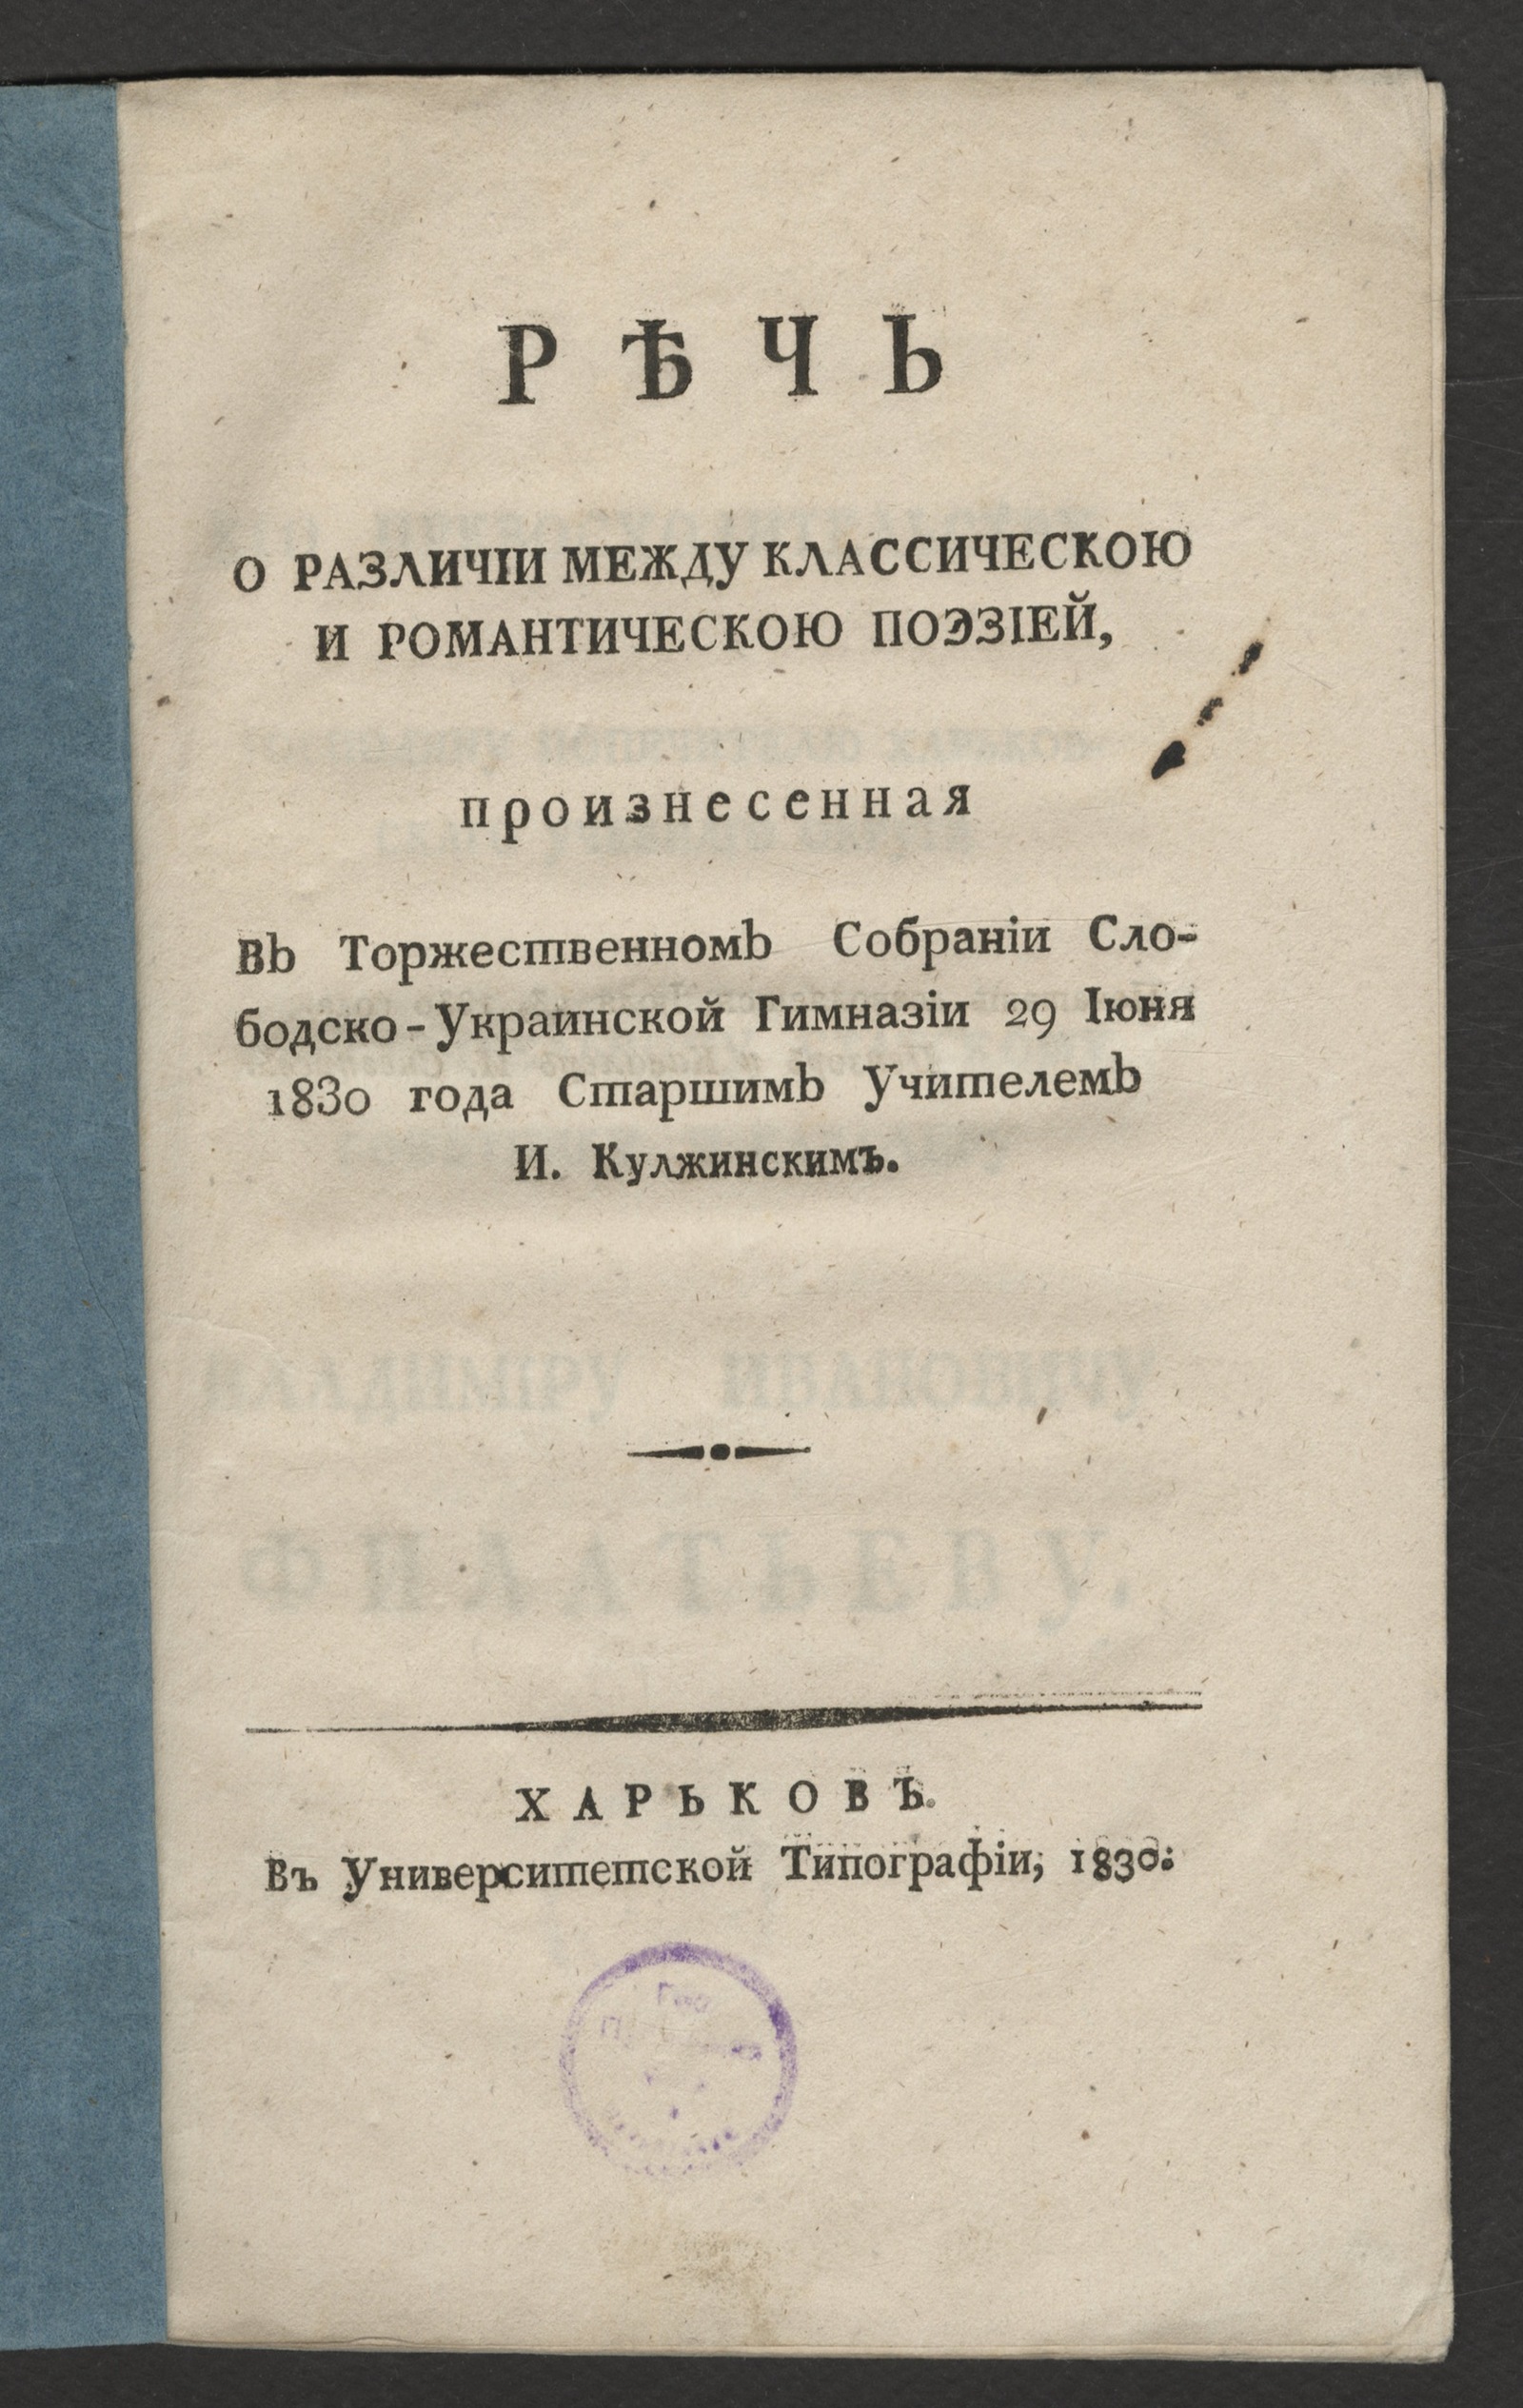 РѢЧЬ
О РАЗЛИЧІИ МЕЖДУ КЛАССИЧЕСКОЮ
И РОМАНТИЧЕСКОЮ ПОЭЗІЕЙ,
произнесенная
Въ Торжественномъ Собраніи Сло-
бодско-Украинской Гимназіи 29 Іюня
1830 года Старшимъ Учителемъ
И. Кулжинскимъ.
ХАРЬКОВЪ.
Въ Университетской Типографіи, 1830.